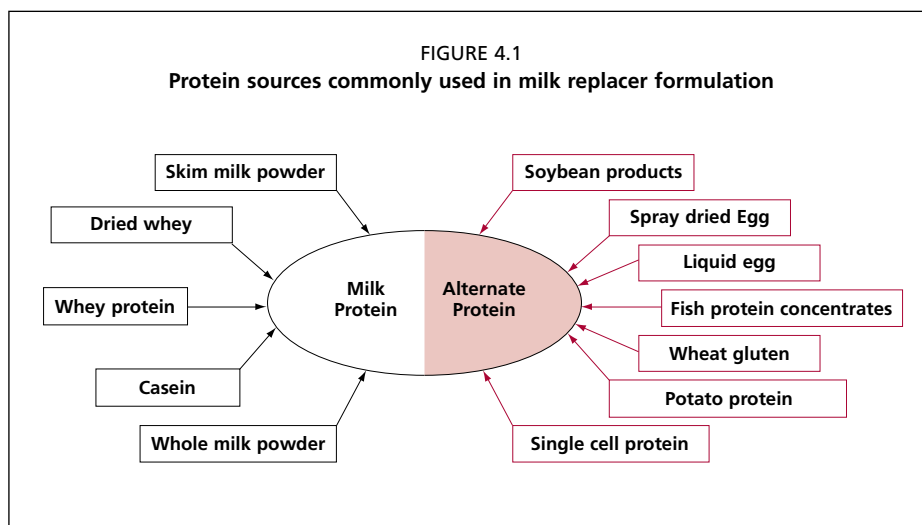 FIGURE 4.1
Protein sources commonly used in milk replacer formulation
Skim milk powder
Dried whey
Whey protein
Casein
Whole milk powder
Milk
Protein
Alternate
Protein
Soybean products
Spray dried Egg
Liquid egg
Fish protein concentrates
Wheat gluten
Potato protein
Single cell protein